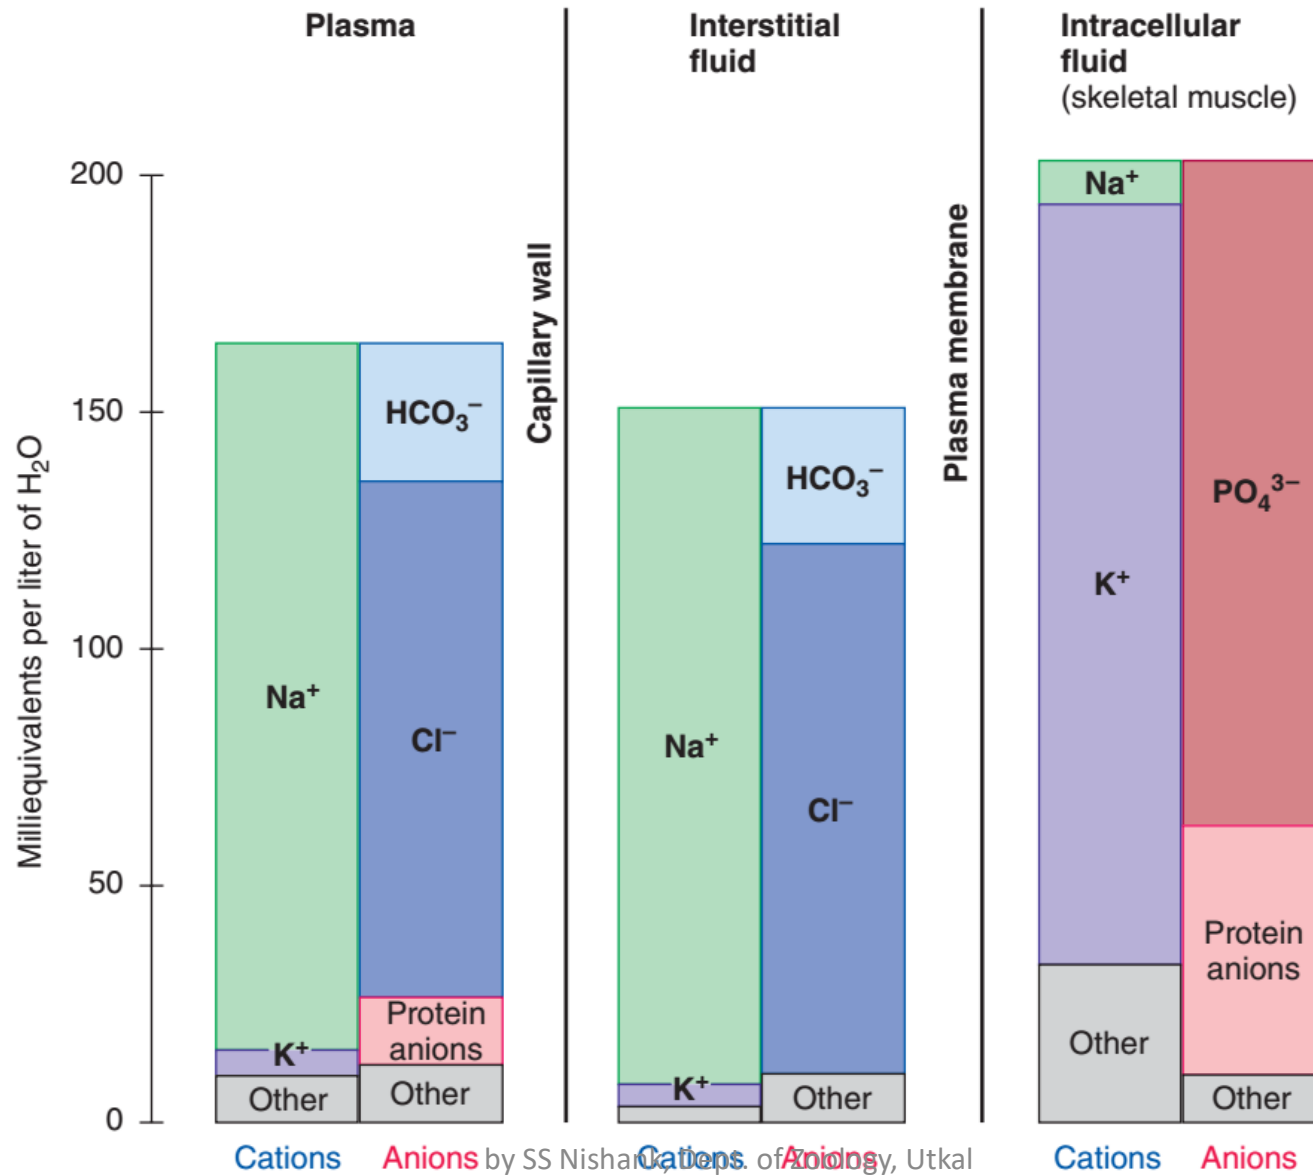 Plasma
Interstitial
fluid
Intracellular
fluid
(skeletal muscle)
Milliequivalents per liter of H₂O
200
150
100
50
0
Capillary wall
Plasma membrane
HCO₃⁻
Na⁺
Cl⁻
K⁺
Protein
anions
Other
Other
HCO₃⁻
Na⁺
Cl⁻
K⁺
Other
Na⁺
PO₄³⁻
K⁺
Protein
anions
Other
Other
Cations Anions
Cations Anions
Cations Anions
by SS Nishank, Dept. of Zoology, Utkal